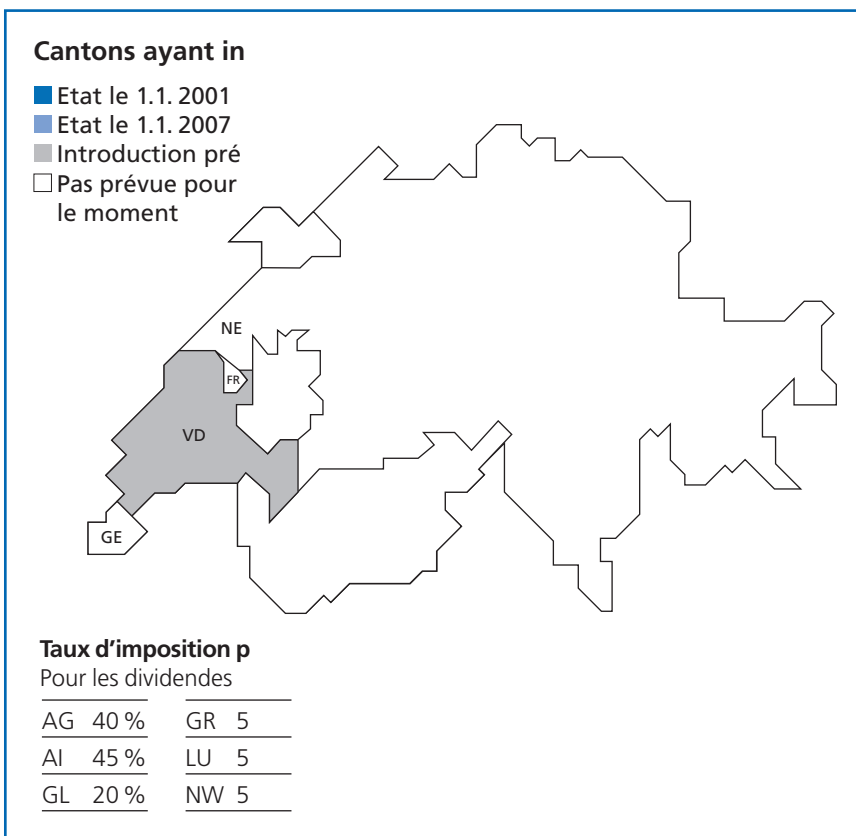 Cantons ayant in
Etat le 1.1. 2001
Etat le 1.1. 2007
Introduction pré
Pas prévue pour
le moment
NE
FR
VD
GE
Taux d’imposition p
Pour les dividendes
AG 40 % GR 5
AI 45 % LU 5
GL 20 % NW 5